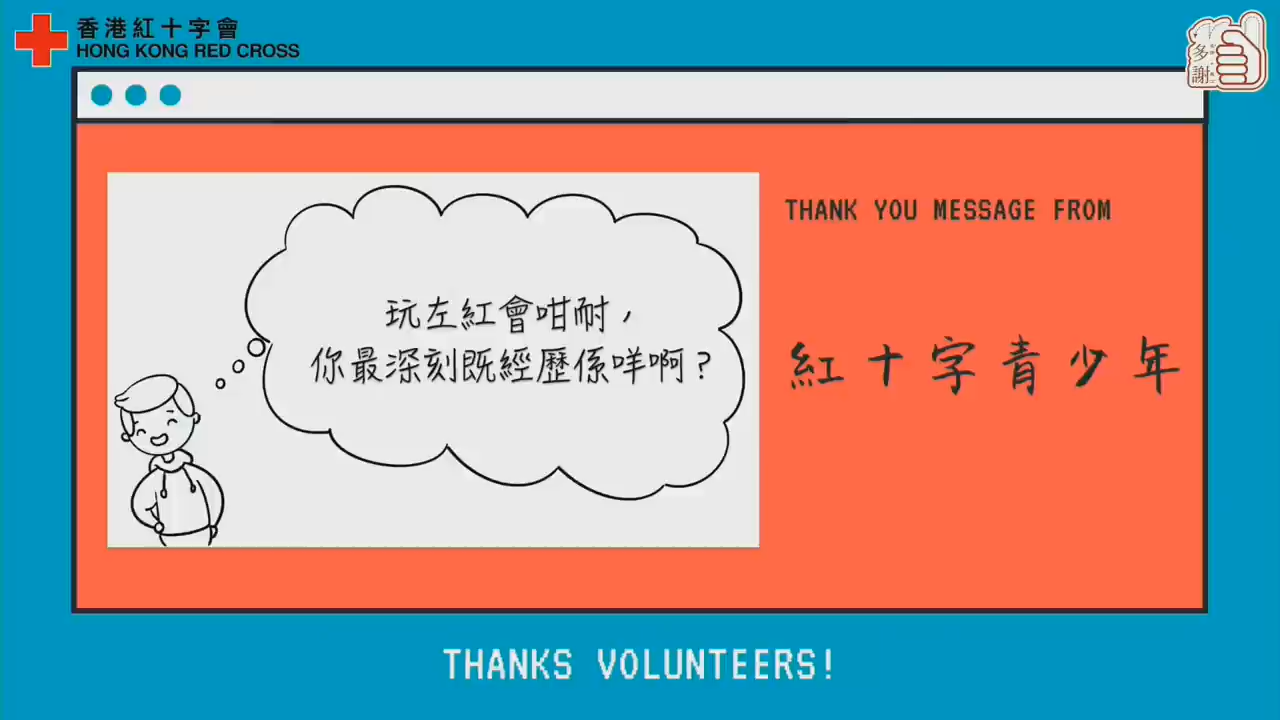 香港紅十字會
HONG KONG RED CROSS
多謝
THANK YOU MESSAGE FROM
玩左紅會咁耐，
你最深刻既經歷係咩啊？
紅十字青少年
THANKS VOLUNTEERS!